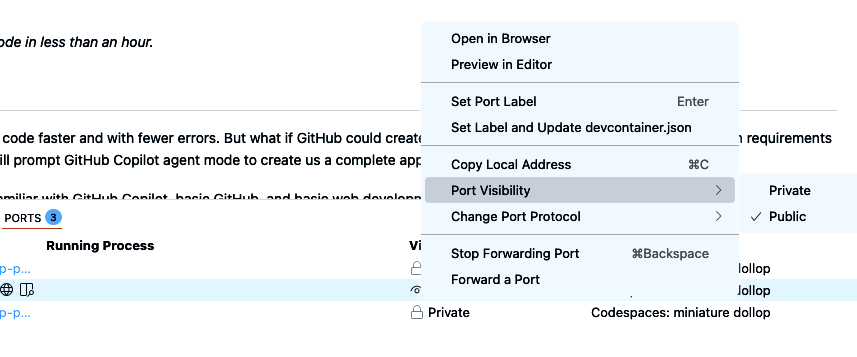 ode in less than an hour.
Open in Browser
Preview in Editor
Set Port Label Enter
Set Label and Update devcontainer.json
code faster and with fewer errors. But what if GitHub could create
requirements
ill prompt GitHub Copilot agent mode to create us a complete app
Copy Local Address ⌘C
Port Visibility
Private
Public
Change Port Protocol
miliar with GitHub Copilot, basic GitHub, and basic web developm
PORTS 3
Running Process
Vi
Stop Forwarding Port ⌘Backspace
Forward a Port
p-p...
dollop
dollop
p-p...
Private
Codespaces: miniature dollop